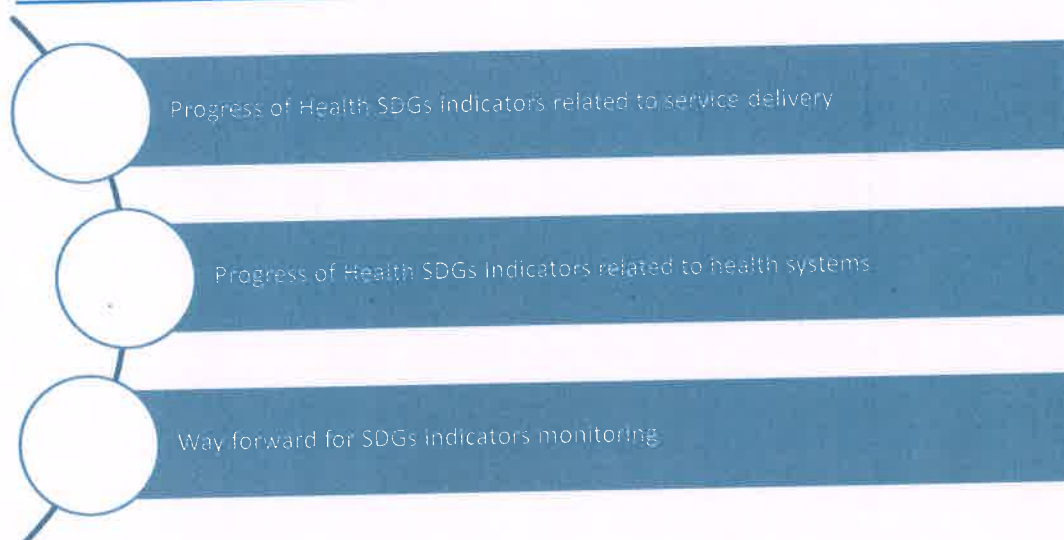 Progress of Health SDGs indicators related to service delivery
Progress of Health SDGs indicators related to health systems
Way forward for SDGs indicators monitoring